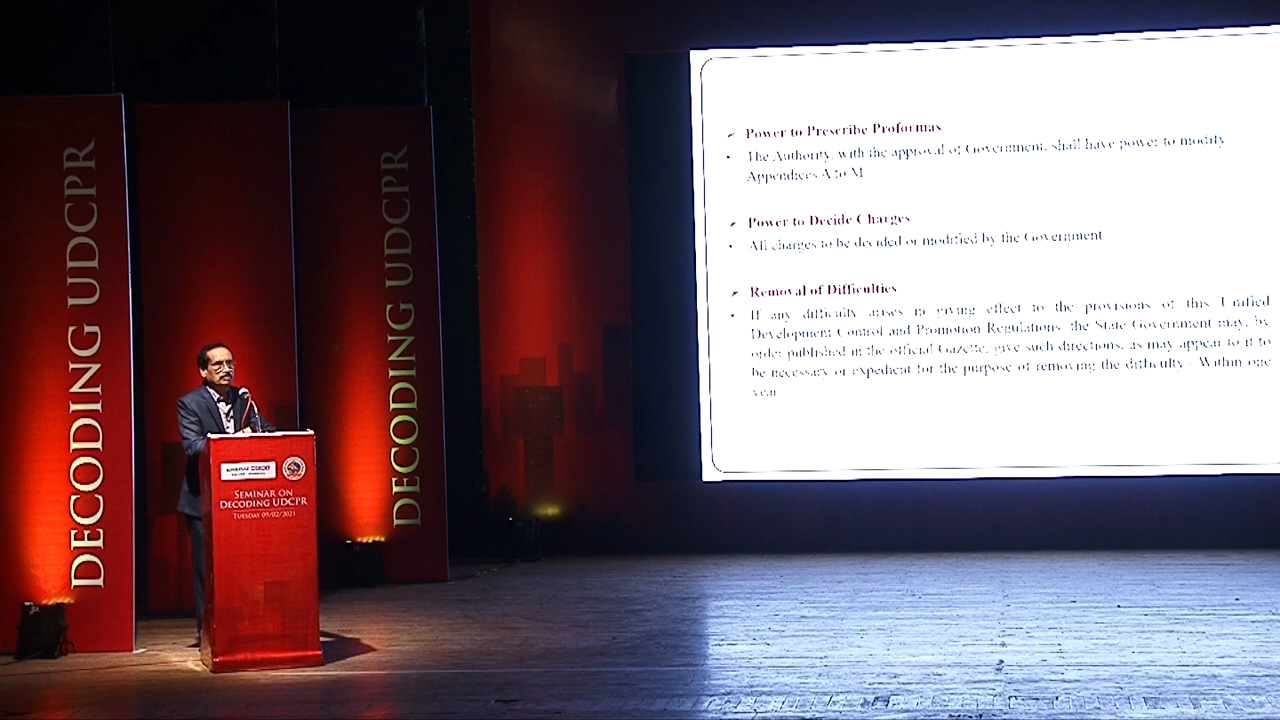 DECODING UDCPR
DECODING UDCPR
CREDAI
SEMINAR ON
DECODING UDCPR
TUESDAY 09/02/2021
Power to Prescribe Proformas
The Authority, with the approval of Government, shall have power to modify
Appendices A to M
Power to Decide Charges
All charges to be decided or modified by the Government
Removal of Difficulties
If any difficulty arises in giving effect to the provisions of this Unified
Development Control and Promotion Regulations, the State Government may, by
order published in the official Gazette, give such directions, as may appear to it to
be necessary or expedient for the purpose of removing the difficulty - Within one
year